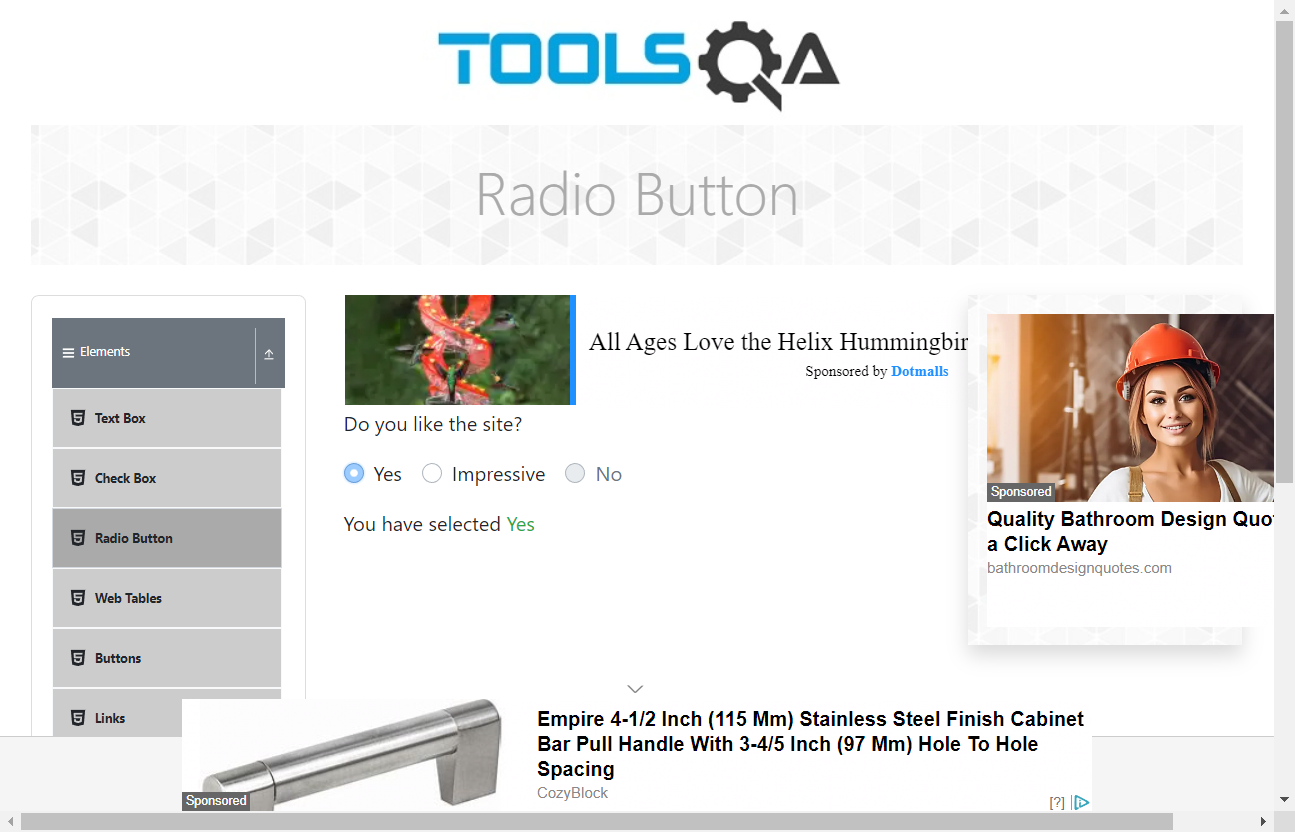 TOOLSQA
Radio Button
Elements
Text Box
Check Box
Radio Button
Web Tables
Buttons
Links
All Ages Love the Helix Hummingbir
Sponsored by Dotmalls
Do you like the site?
Yes
Impressive
No
You have selected Yes
Sponsored
Quality Bathroom Design Quot
a Click Away
bathroomdesignquotes.com
Empire 4-1/2 Inch (115 Mm) Stainless Steel Finish Cabinet
Bar Pull Handle With 3-4/5 Inch (97 Mm) Hole To Hole
Spacing
CozyBlock
Sponsored
[?]